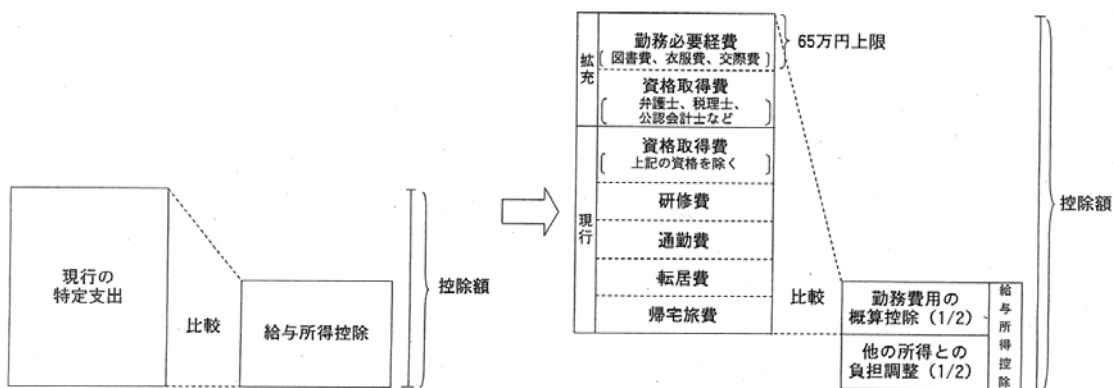 現行の
特定支出
比較
給与所得控除
控除額
拡充
勤務必要経費
[ 図書費、衣服費、交際費 ]
65万円上限
資格取得費
[ 弁護士、税理士、
公認会計士など ]
現行
資格取得費
[ 上記の資格を除く ]
研修費
通勤費
転居費
帰宅旅費
比較
勤務費用の
概算控除 (1/2)
他の所得との
負担調整 (1/2)
給与所得控除
控除額